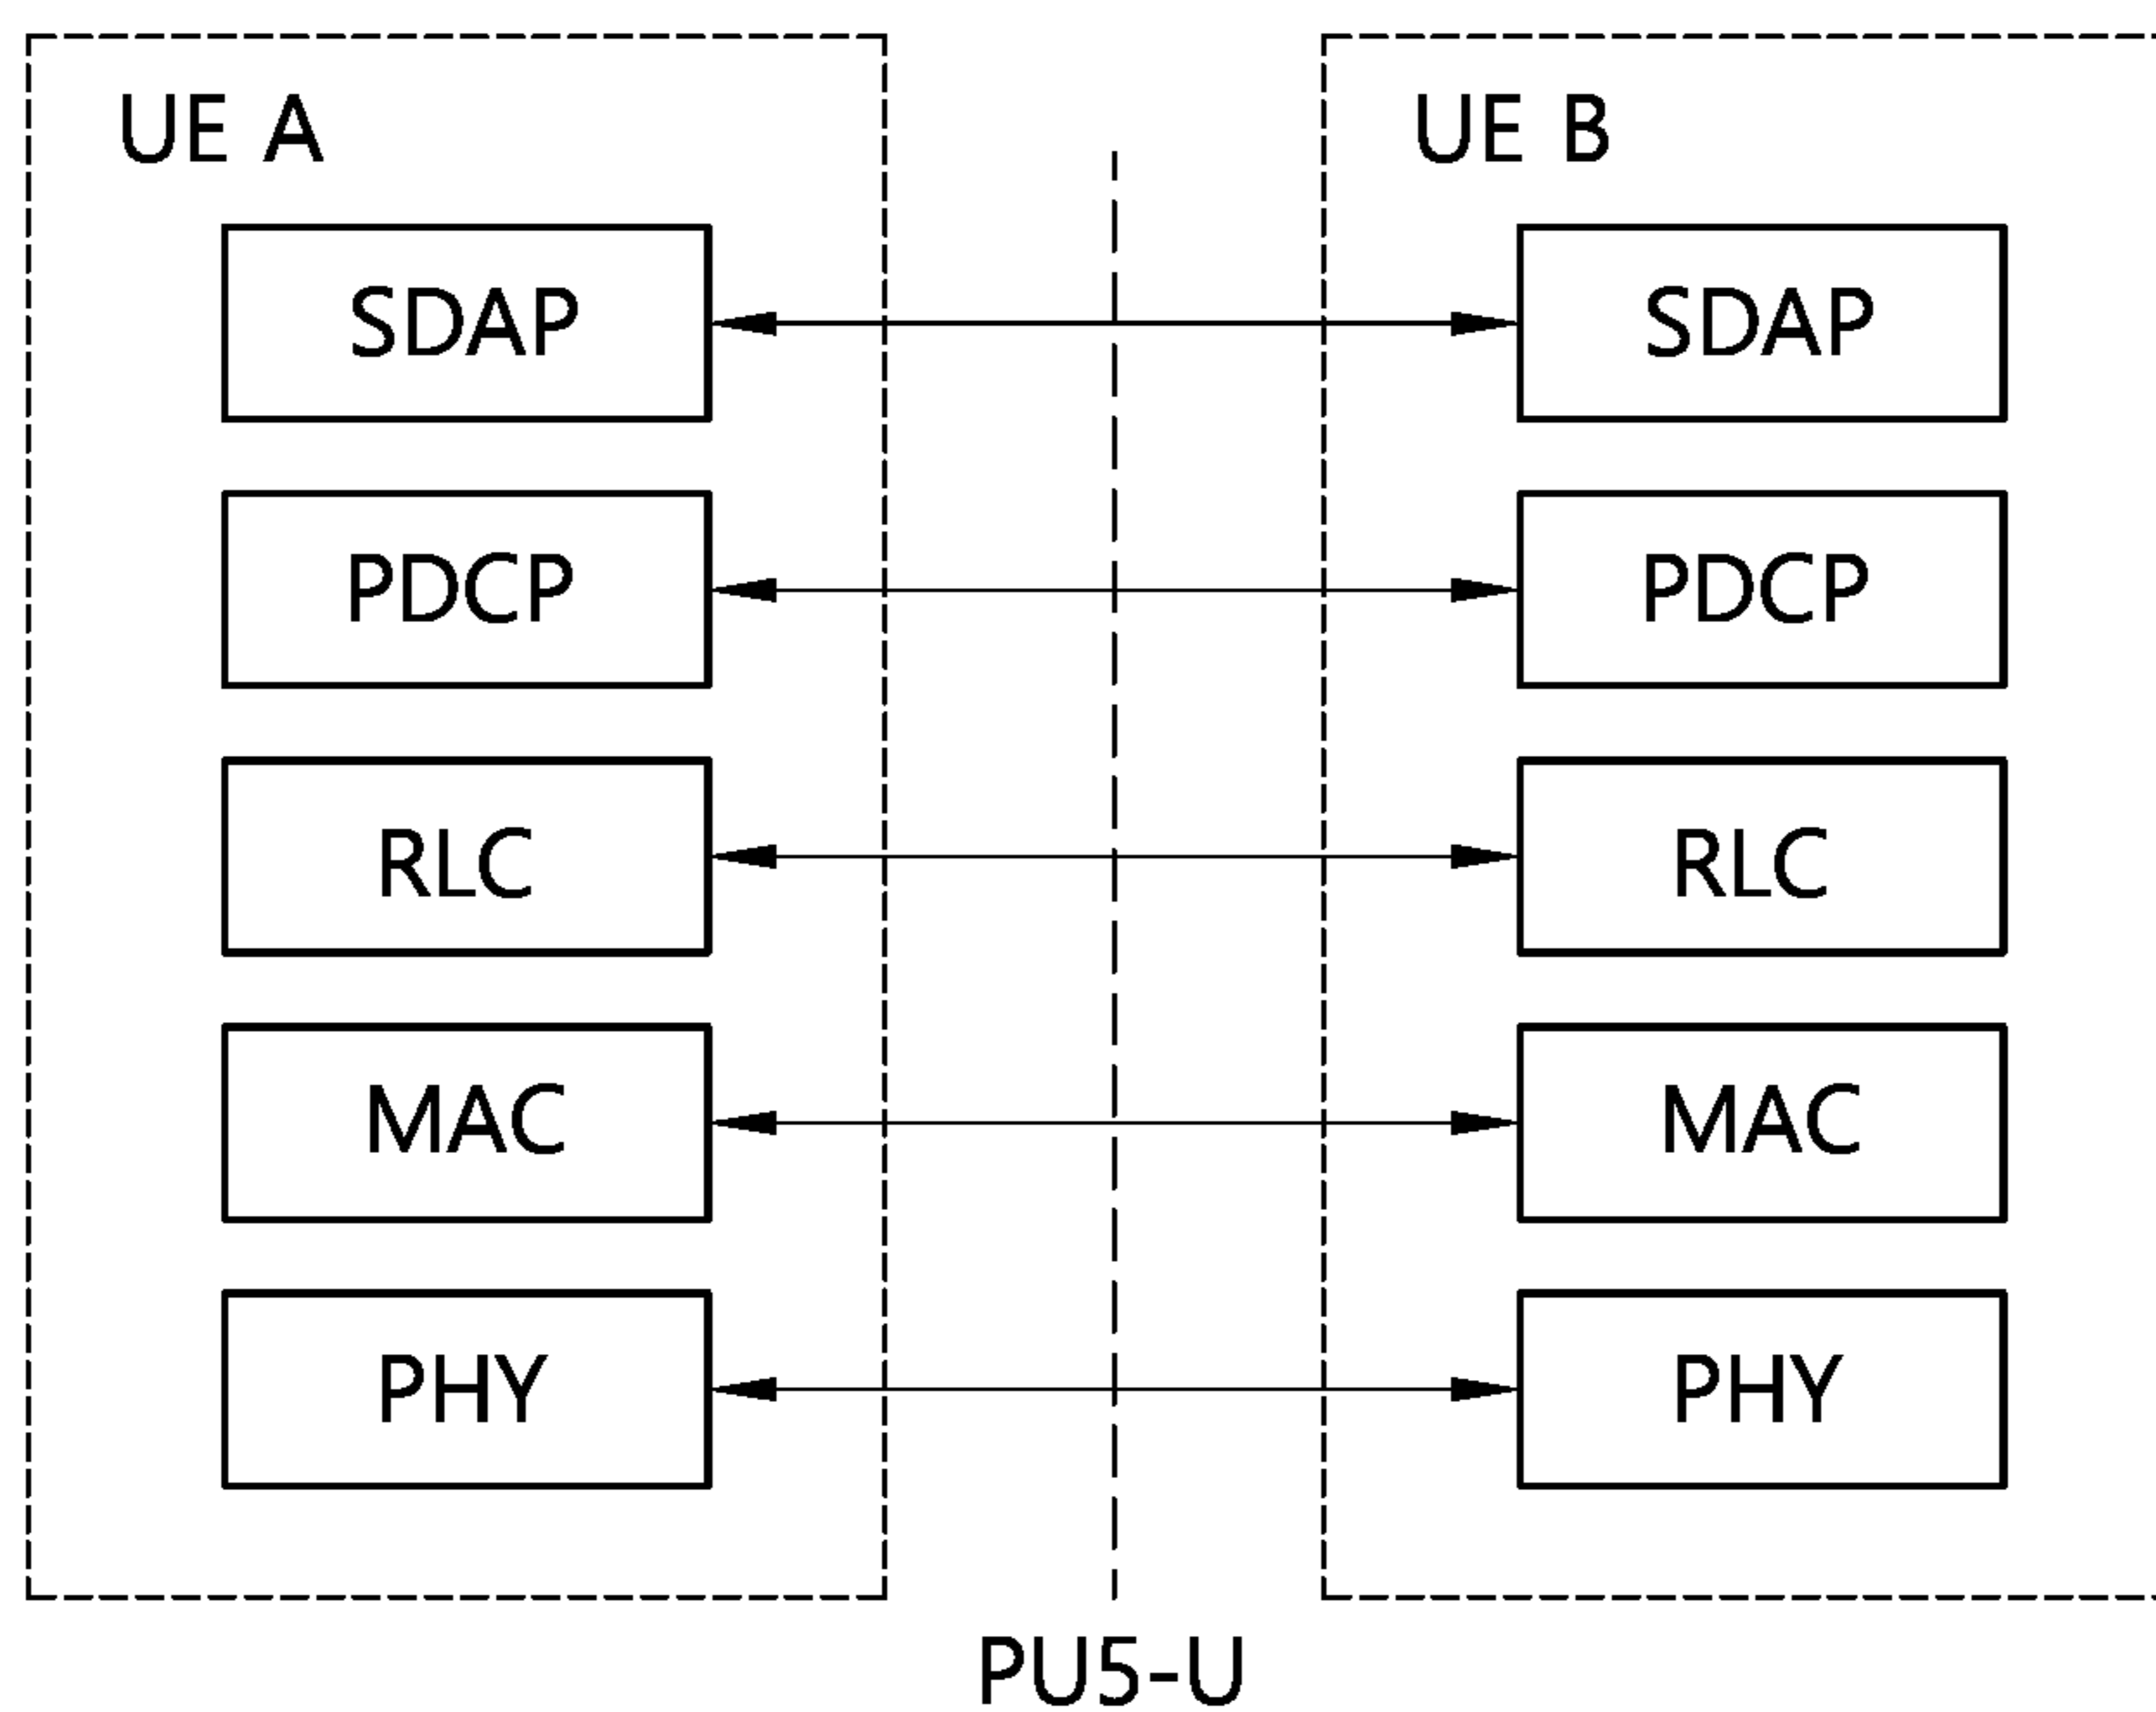 UE A
UE B
SDAP
SDAP
PDCP
PDCP
RLC
RLC
MAC
MAC
PHY
PHY
PU5-U